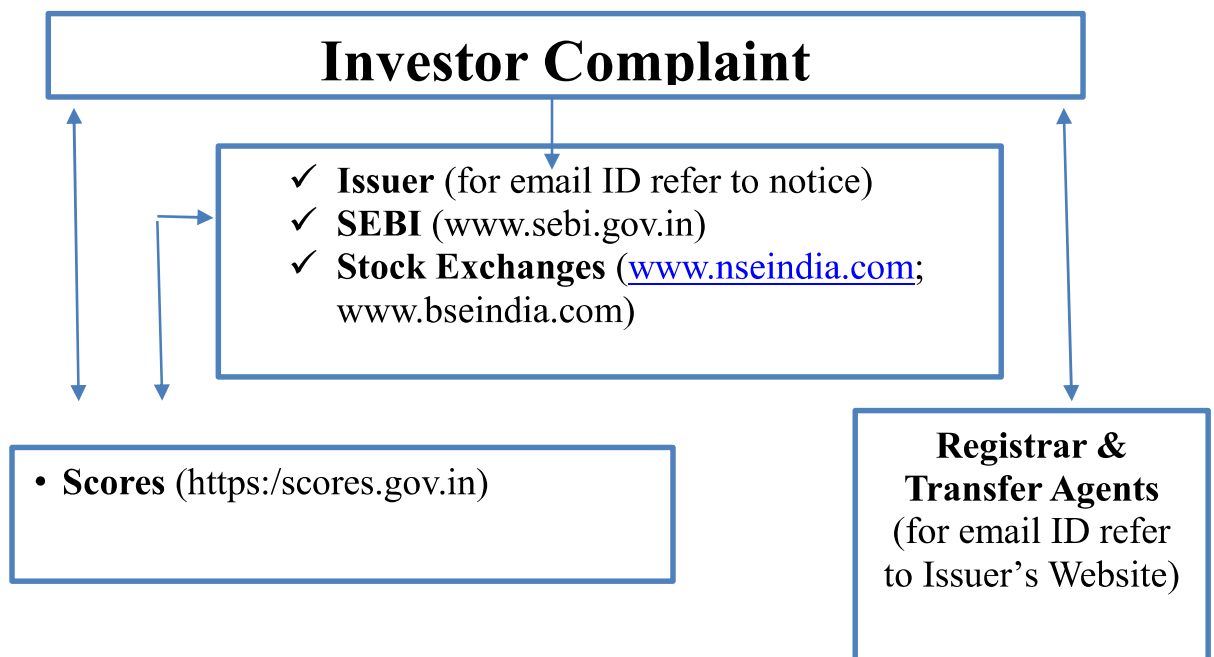 Investor Complaint
✓ Issuer (for email ID refer to notice)
✓ SEBI (www.sebi.gov.in)
✓ Stock Exchanges (www.nseindia.com;
www.bseindia.com)
• Scores (https:/scores.gov.in)
Registrar &
Transfer Agents
(for email ID refer
to Issuer’s Website)